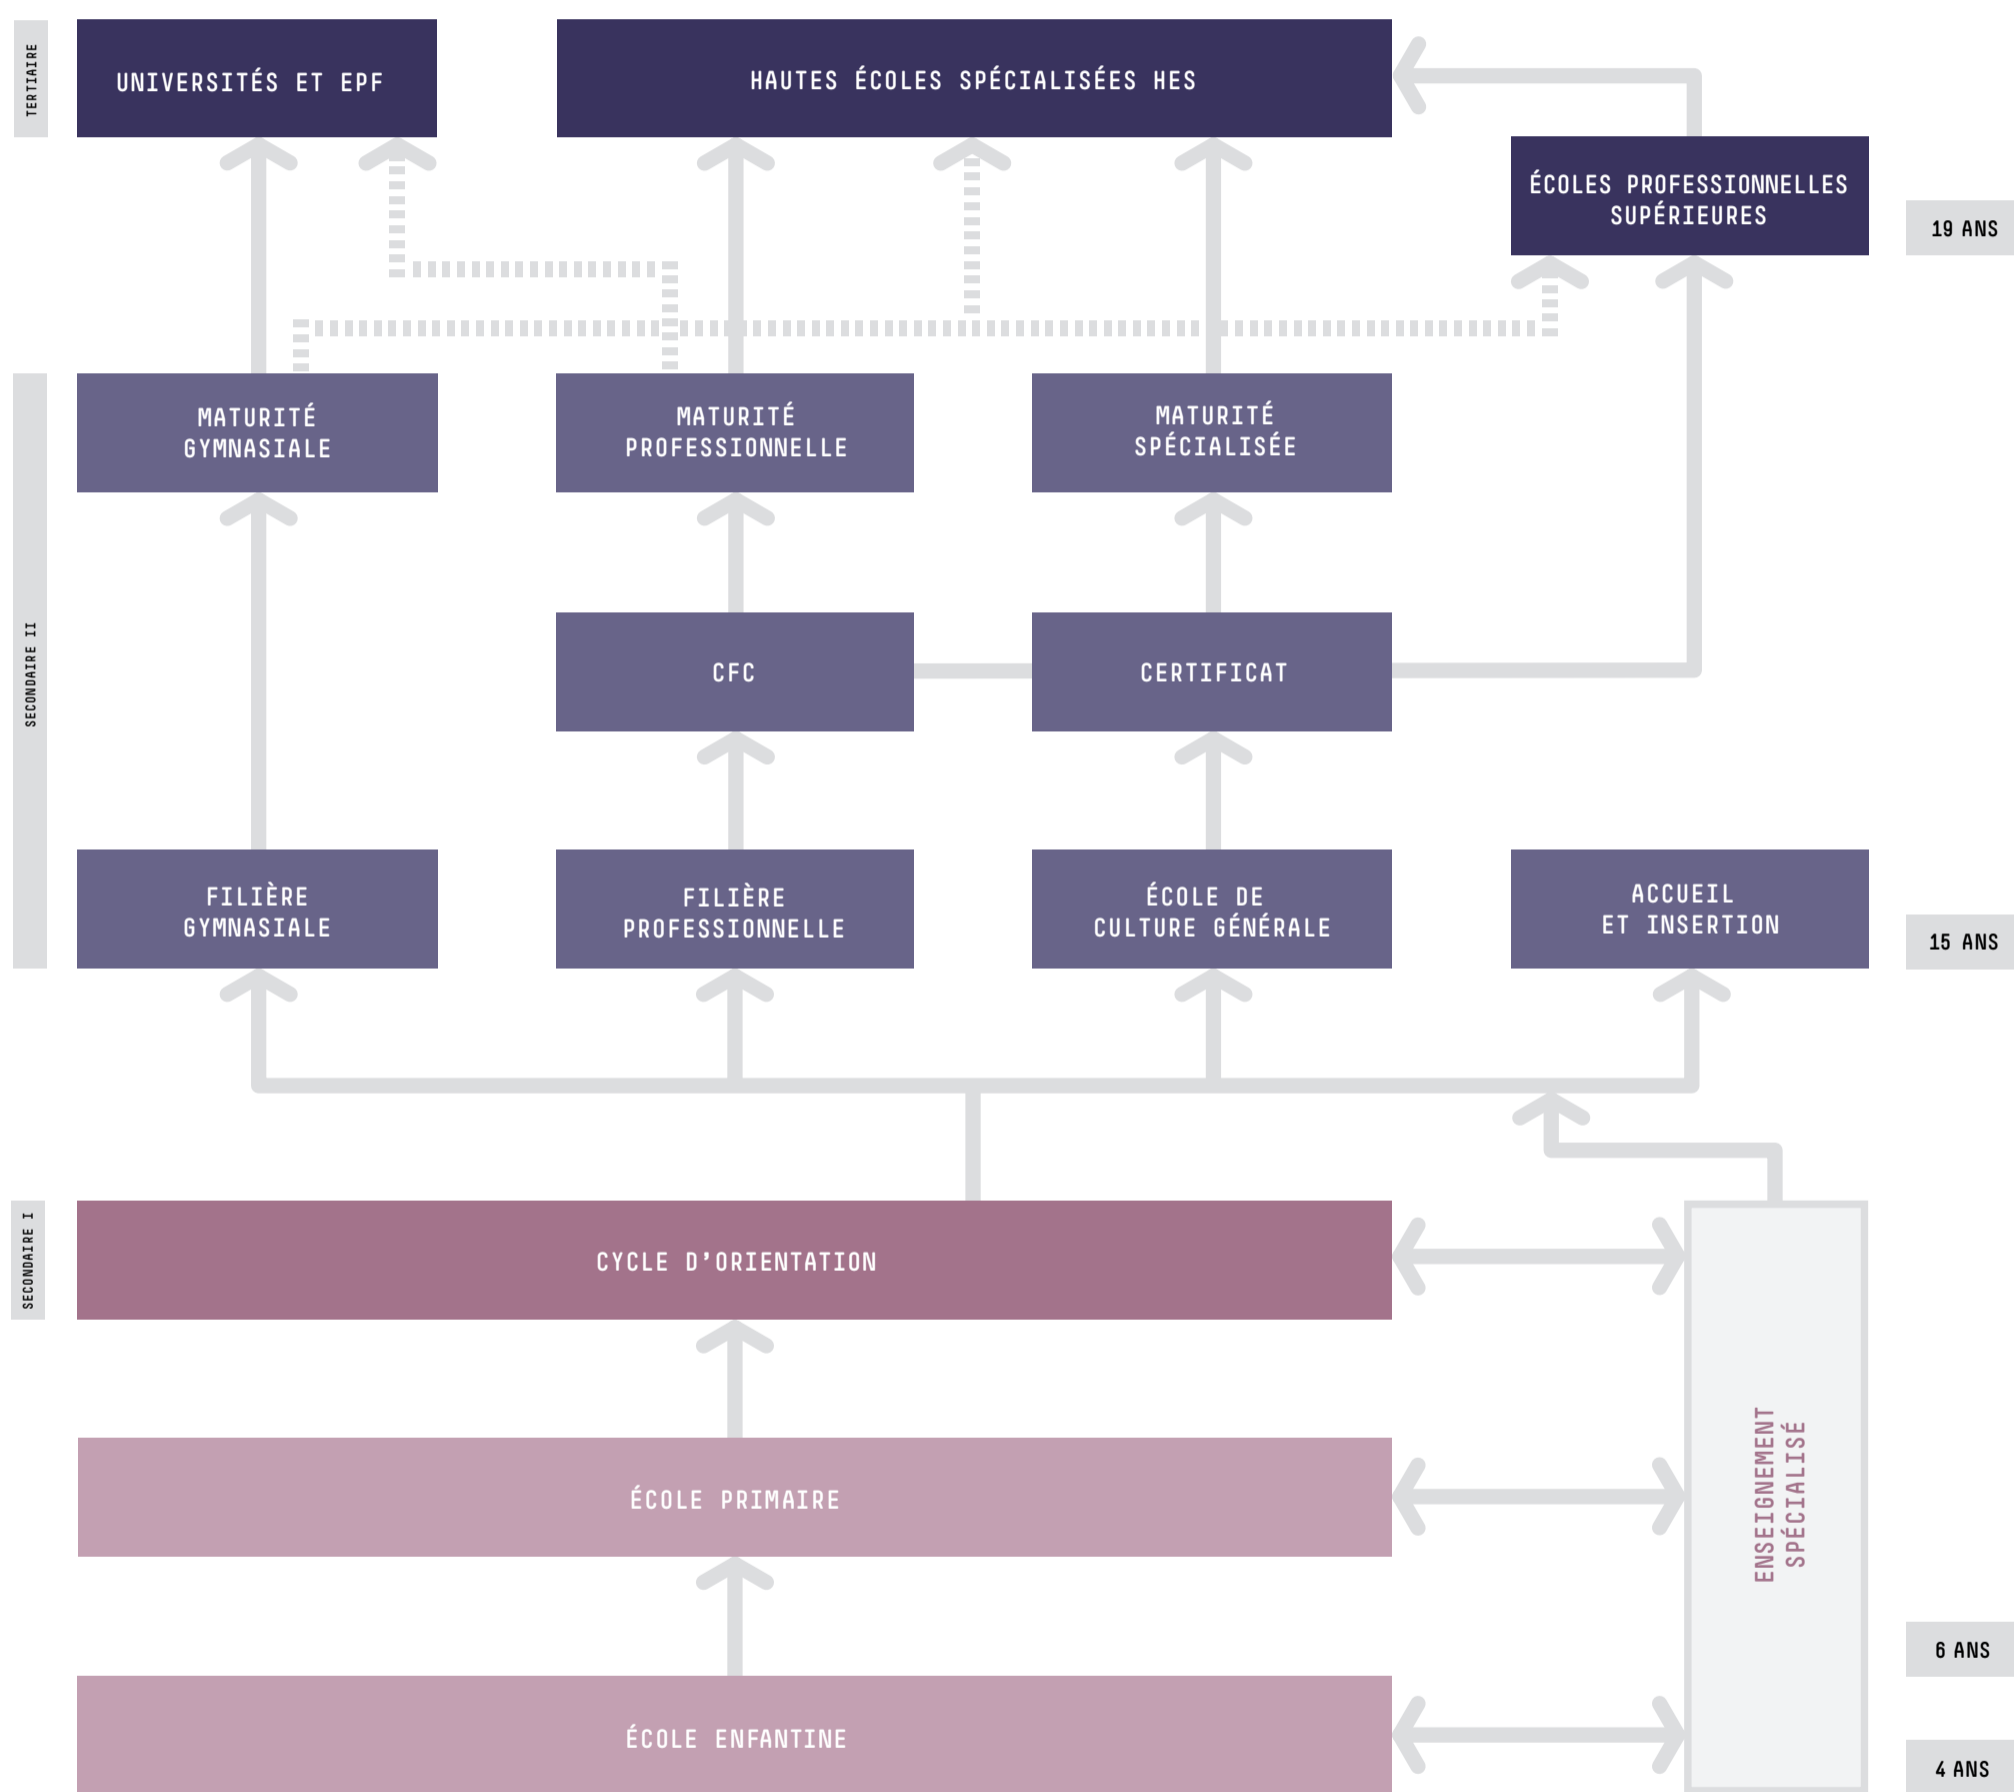 TERTIAIRE
UNIVERSITÉS ET EPF
HAUTES ÉCOLES SPÉCIALISÉES HES
ÉCOLES PROFESSIONNELLES
SUPÉRIEURES
19 ANS
SECONDAIRE II
MATURITÉ
GYMNASIALE
MATURITÉ
PROFESSIONNELLE
MATURITÉ
SPÉCIALISÉE
CFC
CERTIFICAT
FILIÈRE
GYMNASIALE
FILIÈRE
PROFESSIONNELLE
ÉCOLE DE
CULTURE GÉNÉRALE
ACCUEIL
ET INSERTION
15 ANS
SECONDAIRE I
CYCLE D’ORIENTATION
ÉCOLE PRIMAIRE
ENSEIGNEMENT
SPÉCIALISÉ
6 ANS
ÉCOLE ENFANTINE
4 ANS